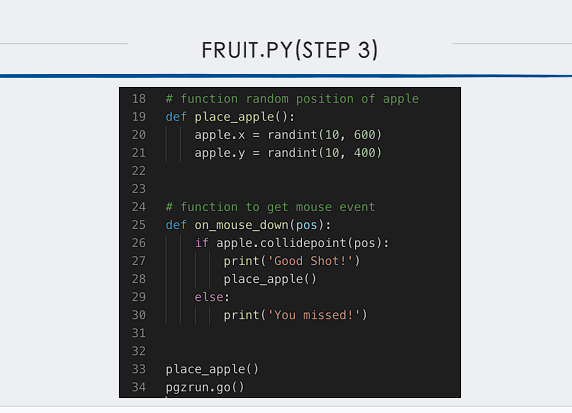 FRUIT.PY(STEP 3)
18 # function random position of apple
19 def place_apple():
20     apple.x = randint(10, 600)
21     apple.y = randint(10, 400)
22
23
24 # function to get mouse event
25 def on_mouse_down(pos):
26     if apple.collidepoint(pos):
27         print('Good Shot!')
28         place_apple()
29     else:
30         print('You missed!')
31
32
33 place_apple()
34 pgzrun.go()